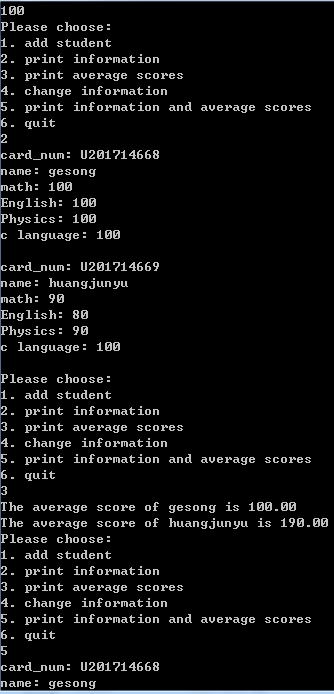 100
Please choose:
1. add student
2. print information
3. print average scores
4. change information
5. print information and average scores
6. quit
2
card_num: U201714668
name: gesong
math: 100
English: 100
Physics: 100
c language: 100
card_num: U201714669
name: huangjunyu
math: 90
English: 80
Physics: 90
c language: 100
Please choose:
1. add student
2. print information
3. print average scores
4. change information
5. print information and average scores
6. quit
3
The average score of gesong is 100.00
The average score of huangjunyu is 190.00
Please choose:
1. add student
2. print information
3. print average scores
4. change information
5. print information and average scores
6. quit
5
card_num: U201714668
name: gesong